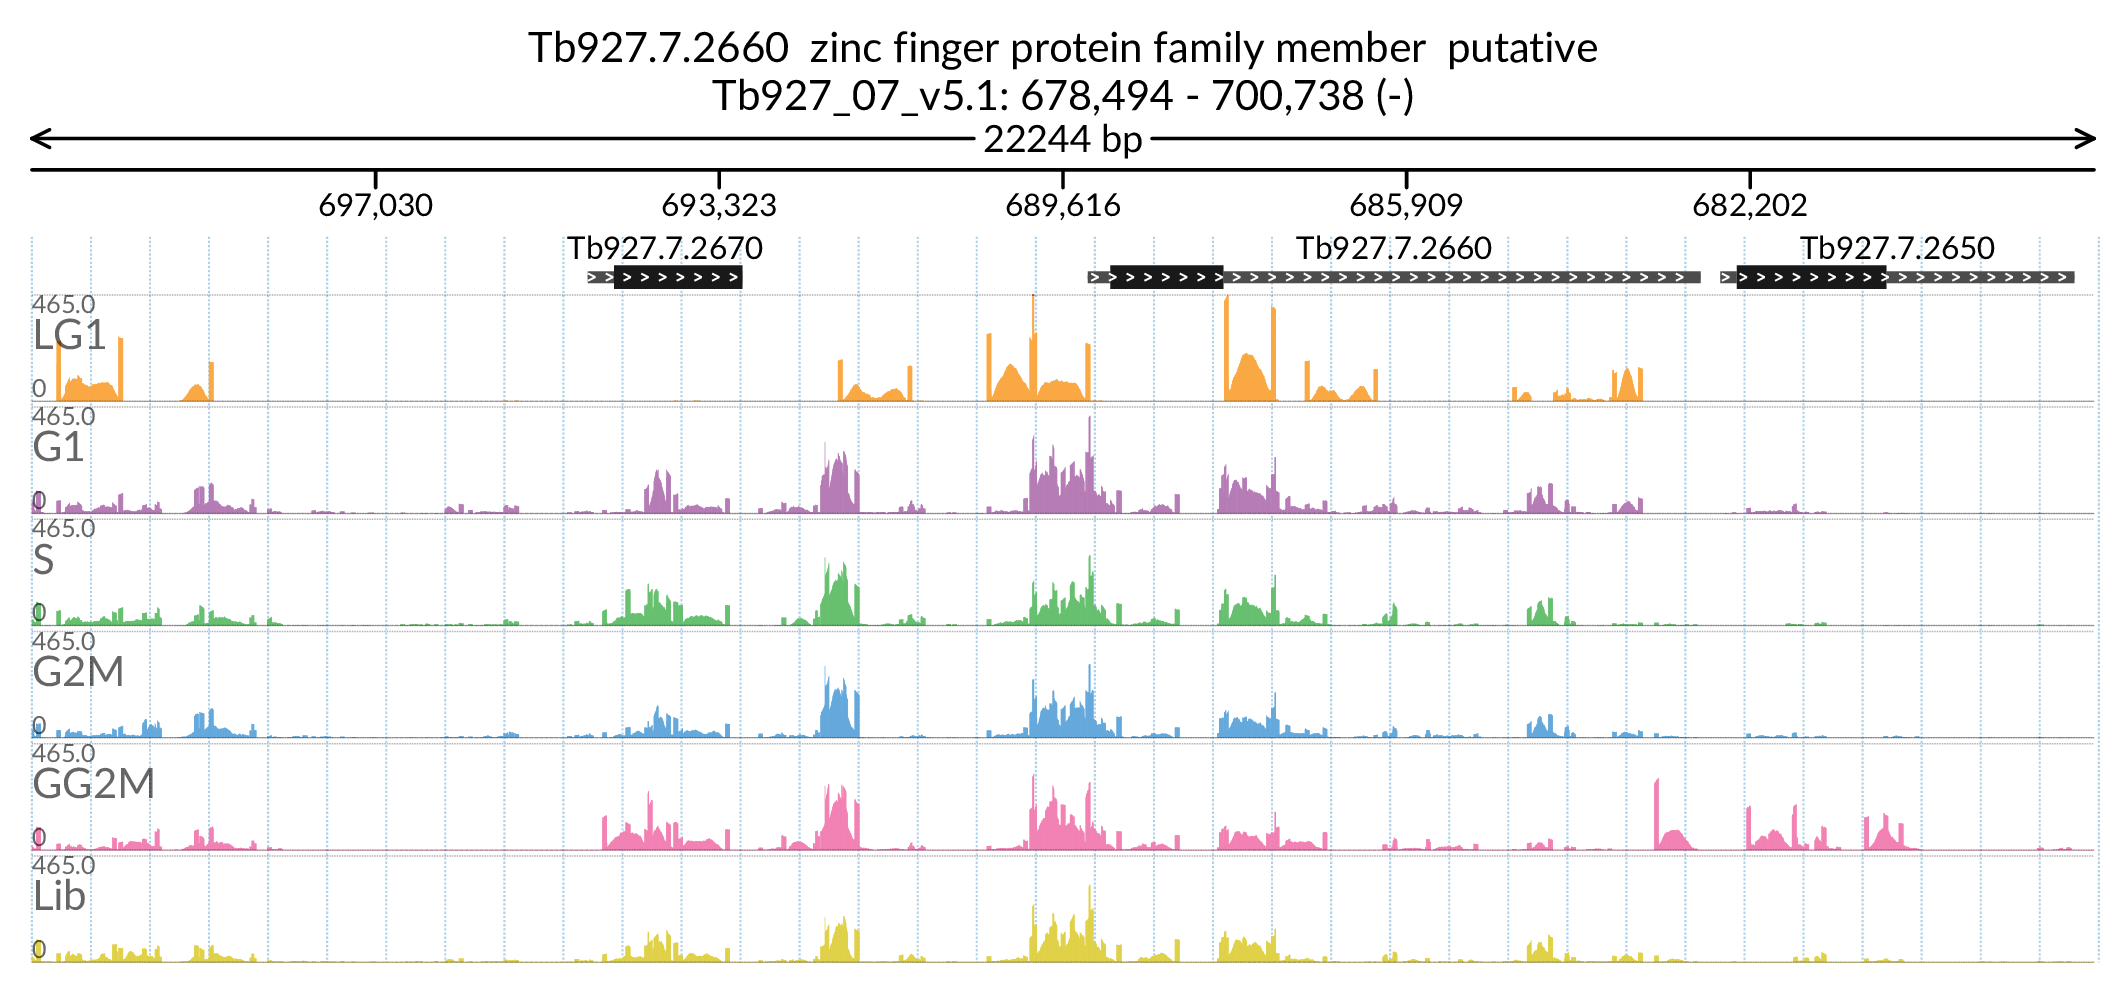 Tb927.7.2660 zinc finger protein family member putative
Tb927_07_v5.1: 678,494 - 700,738 (-)
22244 bp
697,030 693,323 689,616 685,909 682,202
Tb927.7.2670 Tb927.7.2660 Tb927.7.2650
465.0
LG1
0
465.0
G1
0
465.0
S
0
465.0
G2M
0
465.0
GG2M
0
465.0
Lib
0